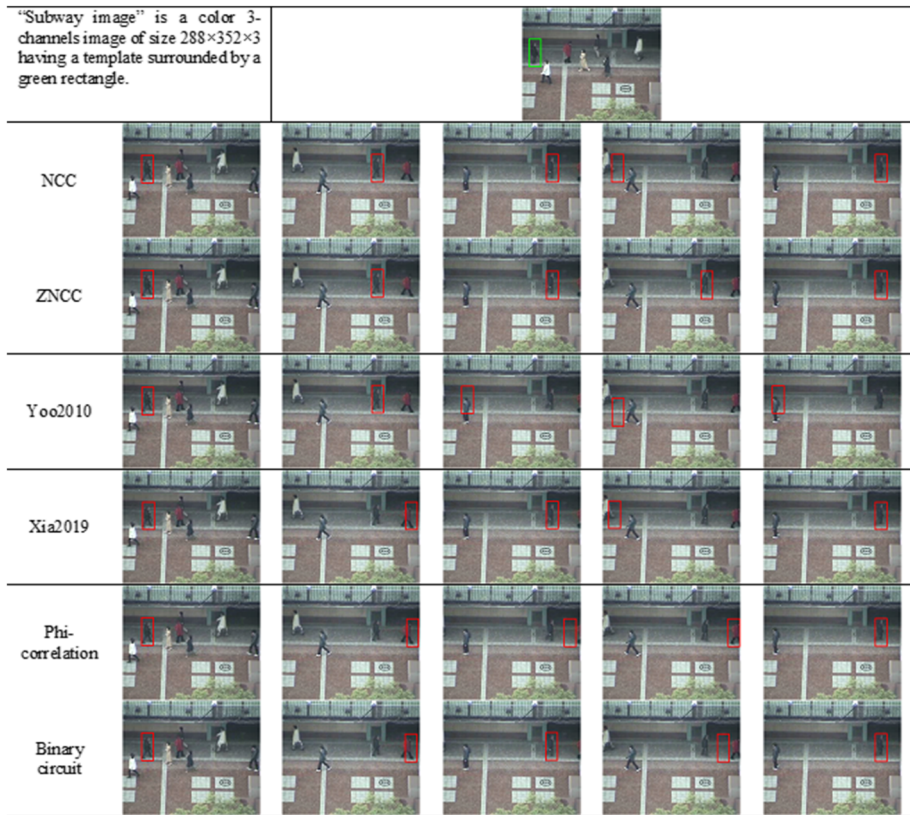 “Subway image” is a color 3-
channels image of size 288×352×3
having a template surrounded by a
green rectangle.
NCC
ZNCC
Yoo2010
Xia2019
Phi-
correlation
Binary
circuit